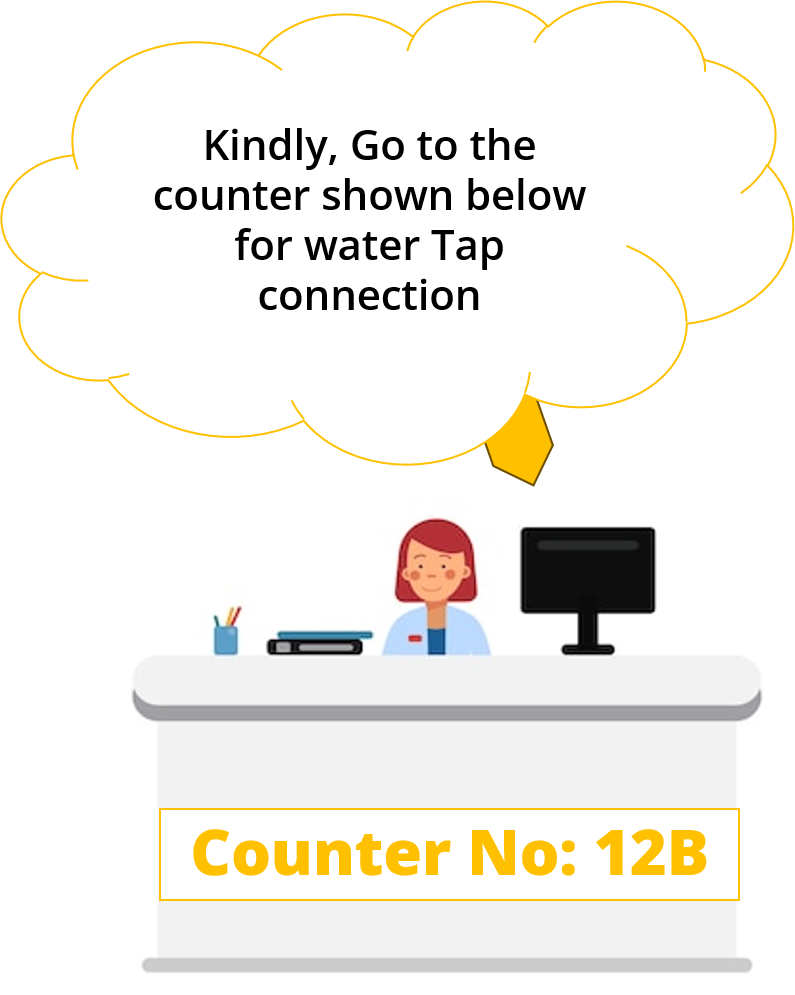 Kindly, Go to the
counter shown below
for water Tap
connection
Counter No: 12B